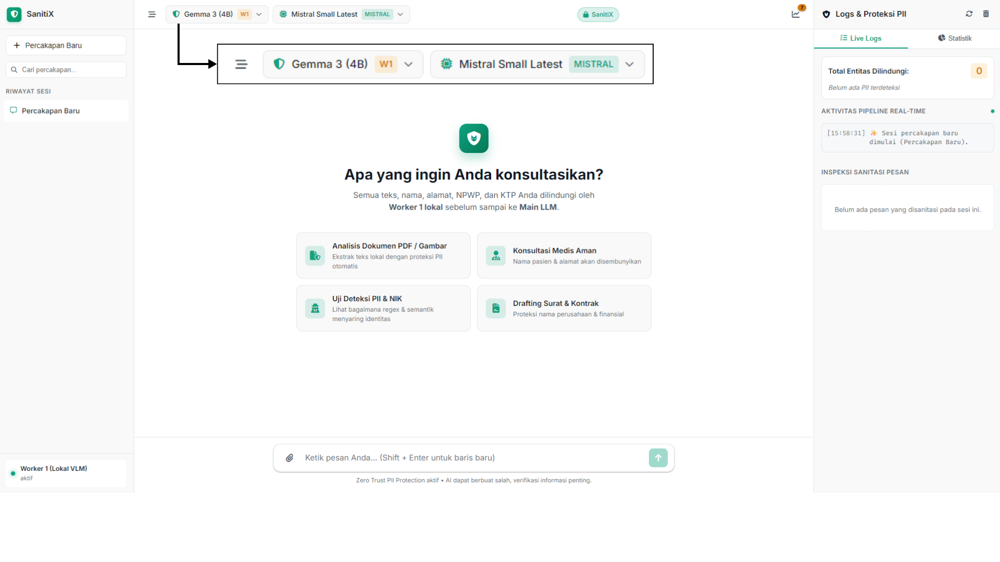 SanitiX
Percakapan Baru
Cari percakapan...
RIWAYAT SESI
Percakapan Baru
Worker 1 (Lokal VLM)
aktif
Gemma 3 (4B) W1
Mistral Small Latest MISTRAL
SanitiX
7
Gemma 3 (4B) W1
Mistral Small Latest MISTRAL
Apa yang ingin Anda konsultasikan?
Semua teks, nama, alamat, NPWP, dan KTP Anda dilindungi oleh
Worker 1 lokal sebelum sampai ke Main LLM.
Analisis Dokumen PDF / Gambar
Ekstrak teks lokal dengan proteksi PII
otomatis
Konsultasi Medis Aman
Nama pasien & alamat akan disembunyikan
Uji Deteksi PII & NIK
Lihat bagaimana regex & semantik
menyaring identitas
Drafting Surat & Kontrak
Proteksi nama perusahaan & finansial
Ketik pesan Anda... (Shift + Enter untuk baris baru)
Zero Trust PII Protection aktif • AI dapat berbuat salah, verifikasi informasi penting.
Logs & Proteksi PII
Live Logs
Statistik
Total Entitas Dilindungi:
0
Belum ada PII terdeteksi
AKTIVITAS PIPELINE REAL-TIME
[15:58:31] ✨ Sesi percakapan baru
dimulai (Percakapan Baru).
INSPEKSI SANITASI PESAN
Belum ada pesan yang disanitasi pada sesi ini.